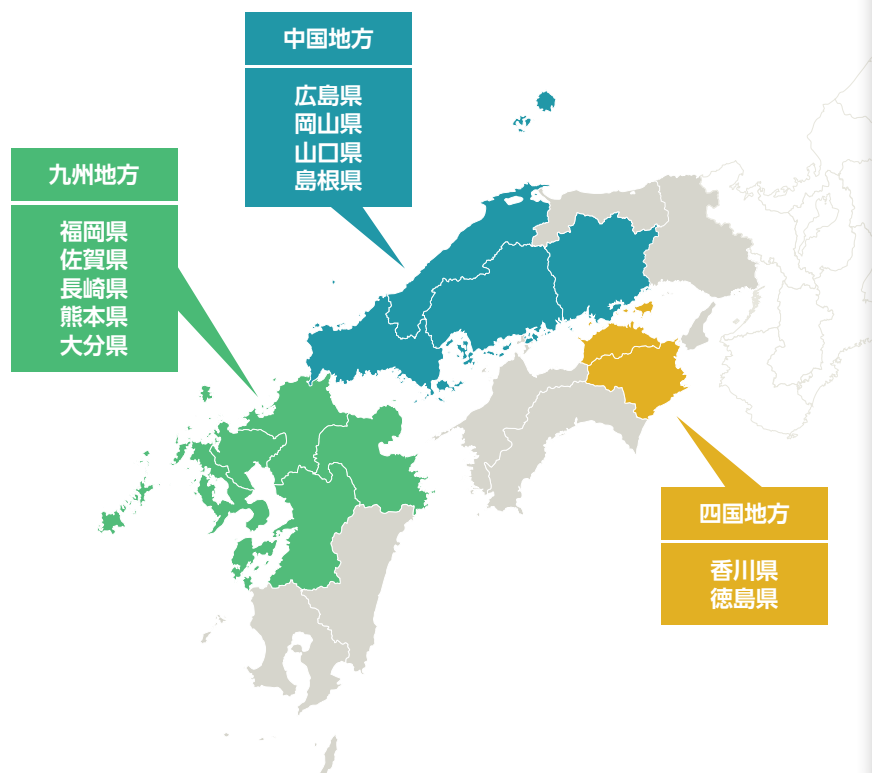 中国地方
広島県
岡山県
山口県
島根県
九州地方
福岡県
佐賀県
長崎県
熊本県
大分県
四国地方
香川県
徳島県